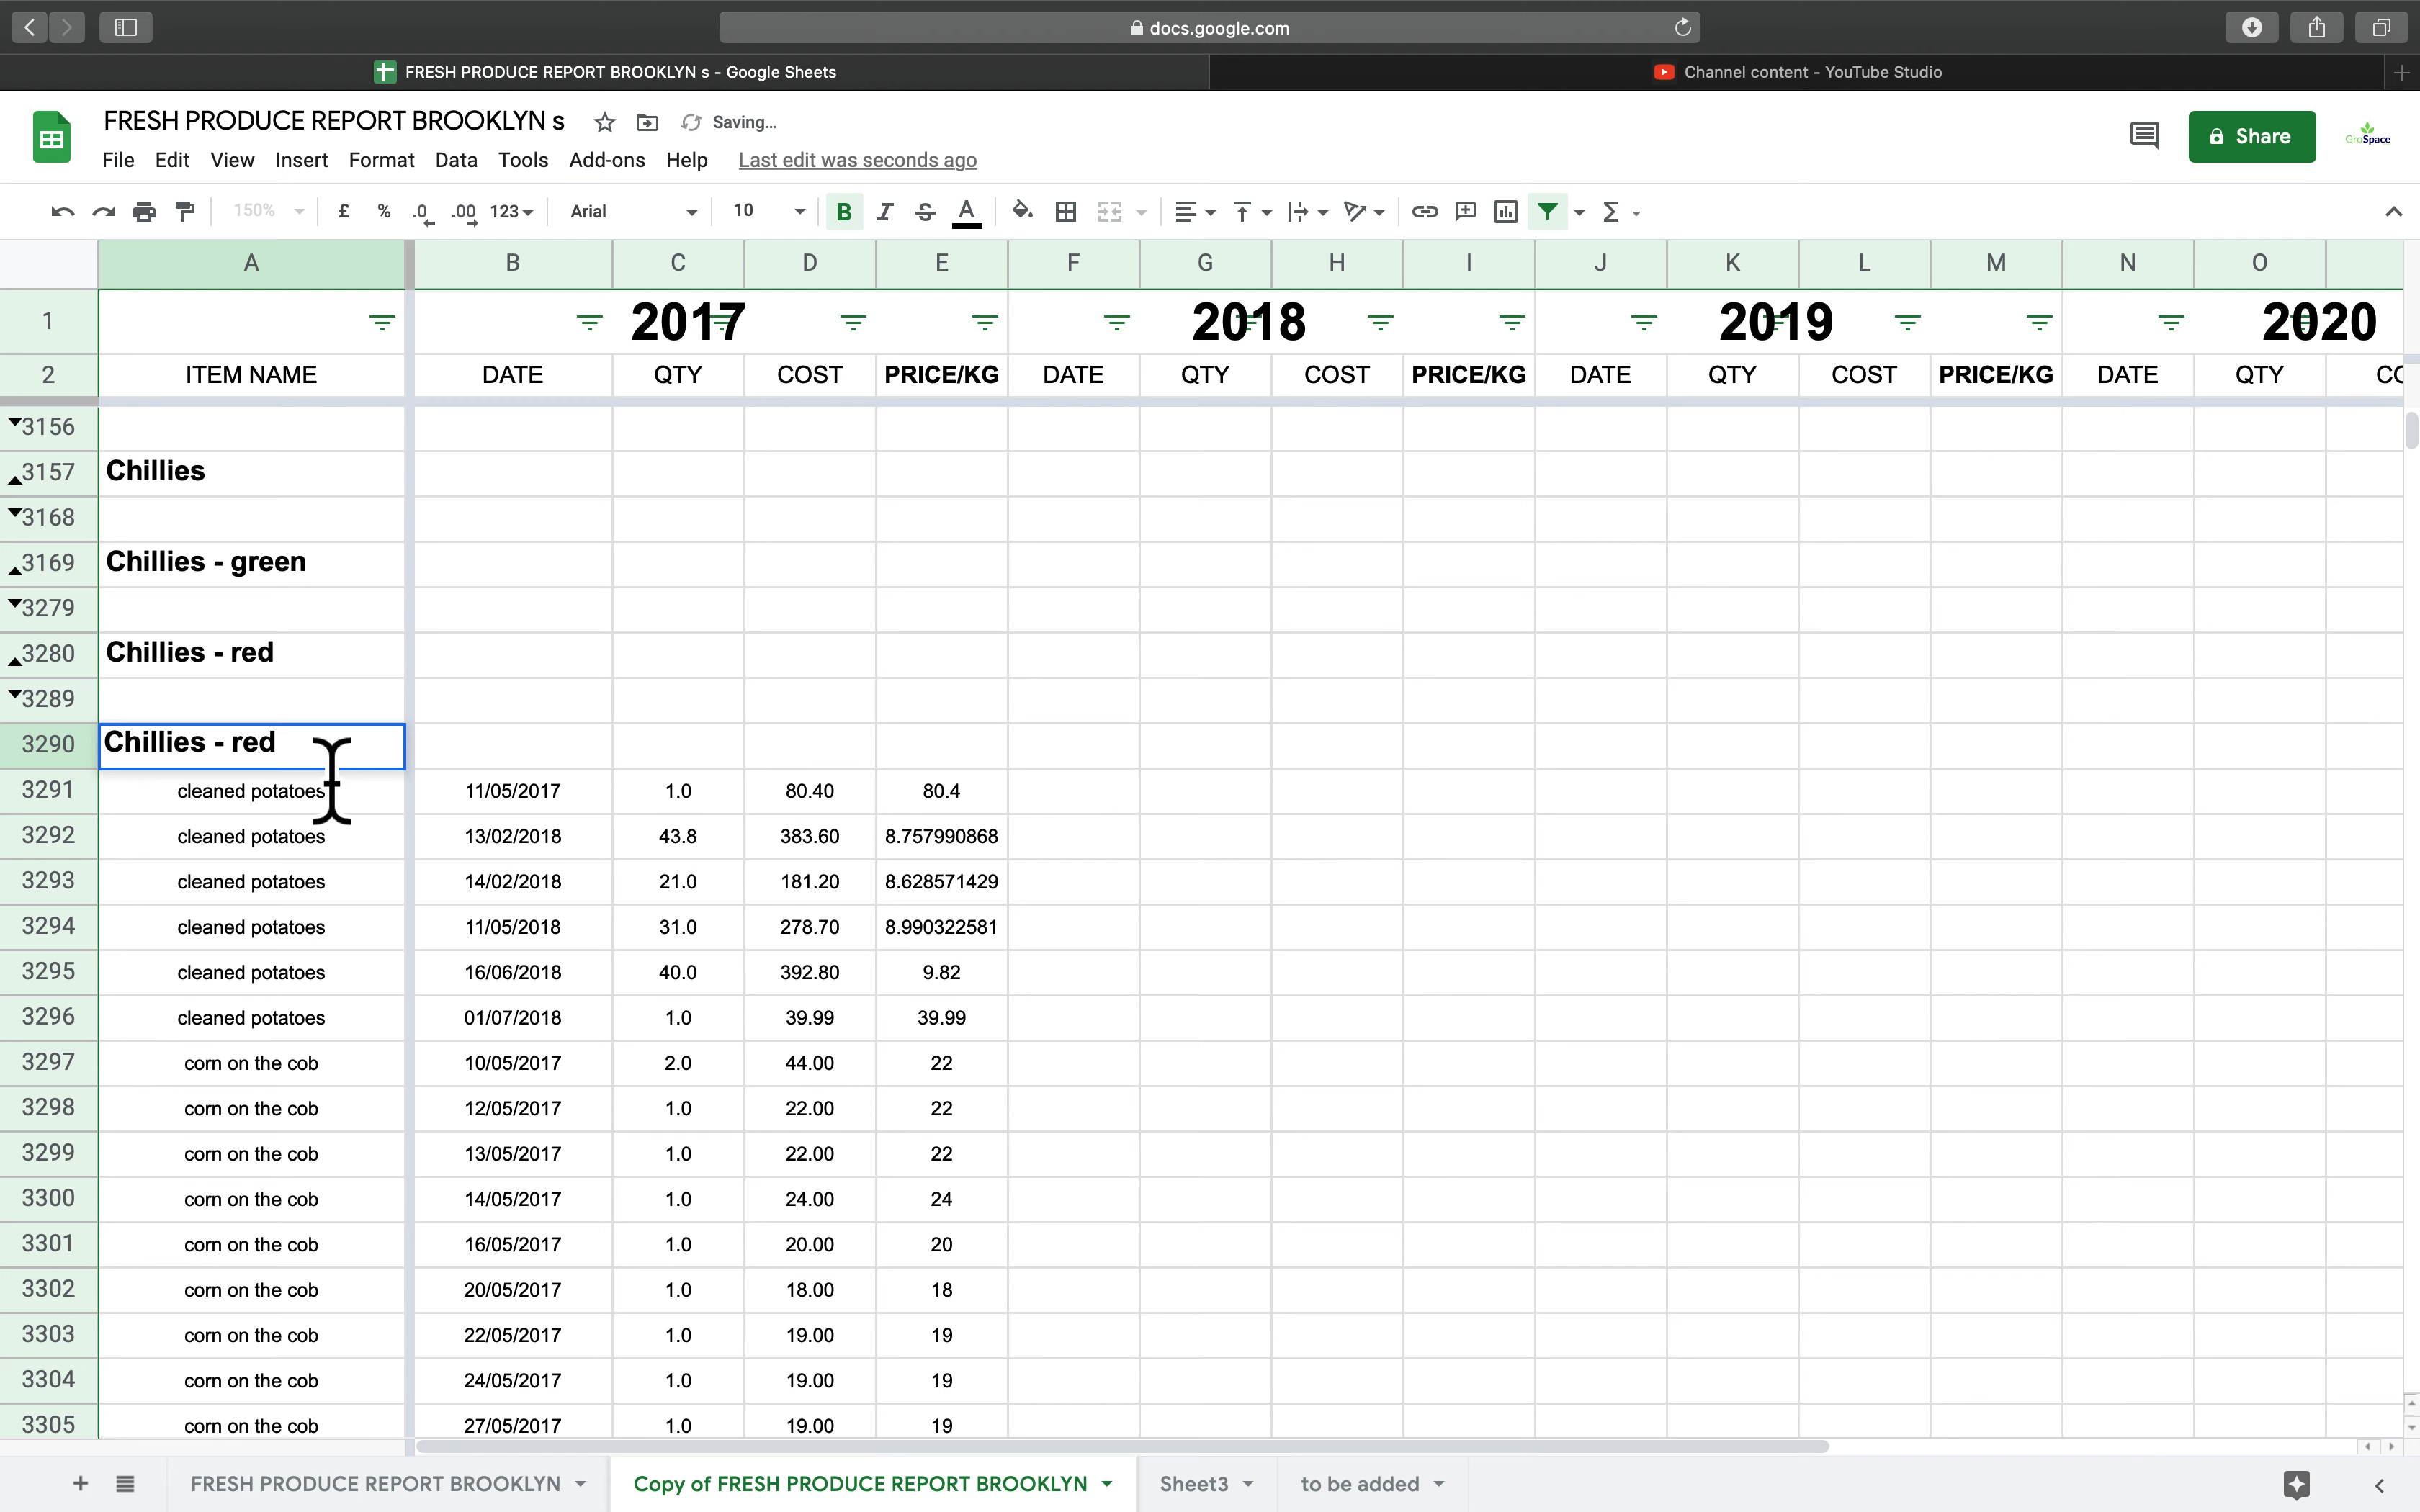 docs.google.com
FRESH PRODUCE REPORT BROOKLYN s - Google Sheets
Channel content - YouTube Studio
FRESH PRODUCE REPORT BROOKLYN s
Saving...
GroSpace
Share
File Edit View Insert Format Data Tools Add-ons Help Last edit was seconds ago
150% £ % .0 .00 123 Arial 10 B I S A Σ
A B C D E F G H I J K L M N O
1 2017 2018 2019 2020
2 ITEM NAME DATE QTY COST PRICE/KG DATE QTY COST PRICE/KG DATE QTY COST PRICE/KG DATE QTY CO
3156
3157 Chillies
3168
3169 Chillies - green
3279
3280 Chillies - red
3289
3290 Chillies - red
3291 cleaned potatoes 11/05/2017 1.0 80.40 80.4
3292 cleaned potatoes 13/02/2018 43.8 383.60 8.757990868
3293 cleaned potatoes 14/02/2018 21.0 181.20 8.628571429
3294 cleaned potatoes 11/05/2018 31.0 278.70 8.990322581
3295 cleaned potatoes 16/06/2018 40.0 392.80 9.82
3296 cleaned potatoes 01/07/2018 1.0 39.99 39.99
3297 corn on the cob 10/05/2017 2.0 44.00 22
3298 corn on the cob 12/05/2017 1.0 22.00 22
3299 corn on the cob 13/05/2017 1.0 22.00 22
3300 corn on the cob 14/05/2017 1.0 24.00 24
3301 corn on the cob 16/05/2017 1.0 20.00 20
3302 corn on the cob 20/05/2017 1.0 18.00 18
3303 corn on the cob 22/05/2017 1.0 19.00 19
3304 corn on the cob 24/05/2017 1.0 19.00 19
3305 corn on the cob 27/05/2017 1.0 19.00 19
FRESH PRODUCE REPORT BROOKLYN Copy of FRESH PRODUCE REPORT BROOKLYN Sheet3 to be added